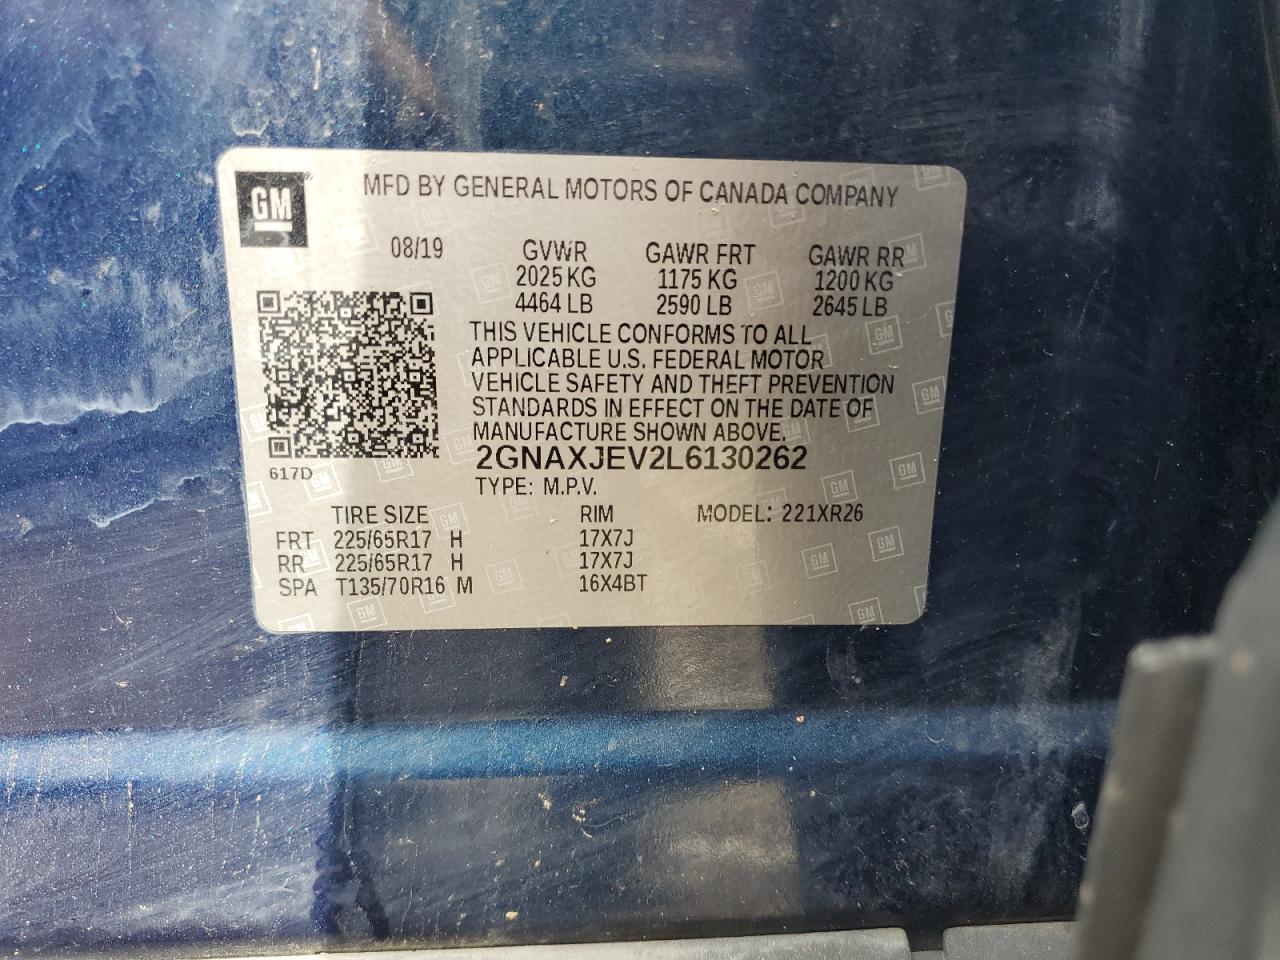 GM
MFD BY GENERAL MOTORS OF CANADA COMPANY
08/19 GVWR GAWR FRT GAWR RR
2025 KG 1175 KG 1200 KG
4464 LB 2590 LB 2645 LB
THIS VEHICLE CONFORMS TO ALL
APPLICABLE U.S. FEDERAL MOTOR
VEHICLE SAFETY AND THEFT PREVENTION
STANDARDS IN EFFECT ON THE DATE OF
MANUFACTURE SHOWN ABOVE.
2GNAXJEV2L6130262
617D
TYPE: M.P.V.
TIRE SIZE RIM MODEL: 221XR26
FRT 225/65R17 H 17X7J
RR 225/65R17 H 17X7J
SPA T135/70R16 M 16X4BT